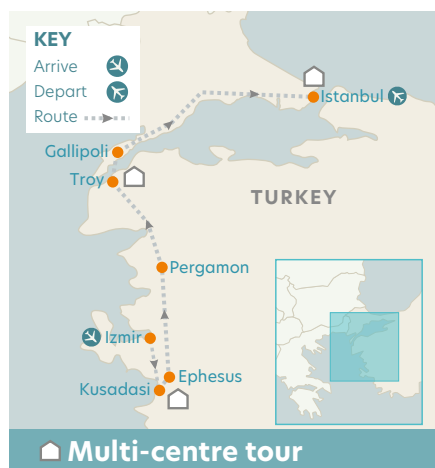 KEY
Arrive
Depart
Route
Istanbul
Gallipoli
Troy
TURKEY
Pergamon
Izmir
Ephesus
Kusadasi
Multi-centre tour